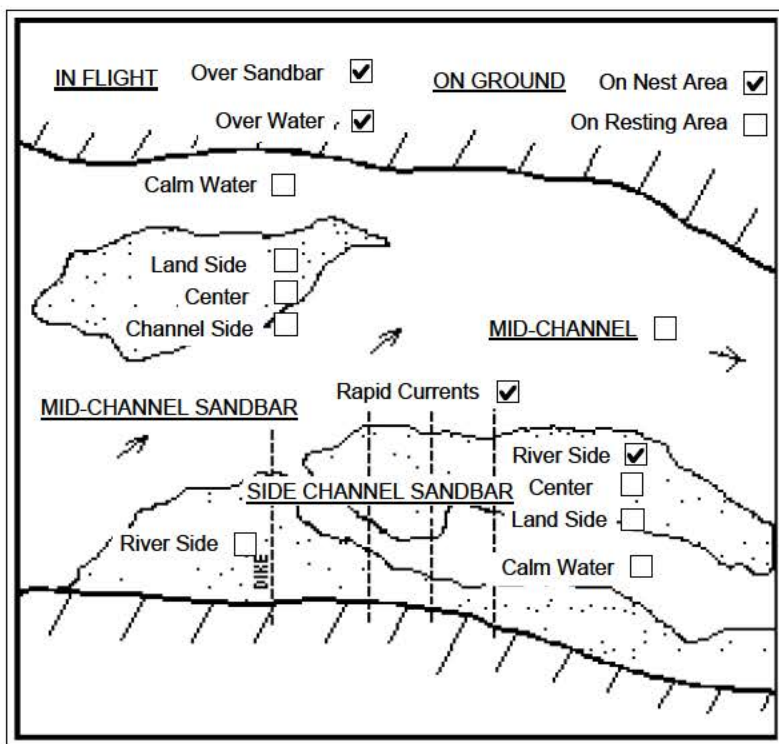 IN FLIGHT Over Sandbar ON GROUND On Nest Area
Over Water On Resting Area
Calm Water
Land Side
Center
Channel Side
MID-CHANNEL
Rapid Currents
MID-CHANNEL SANDBAR
River Side
SIDE CHANNEL SANDBAR Center
Land Side
River Side
DIKE
Calm Water